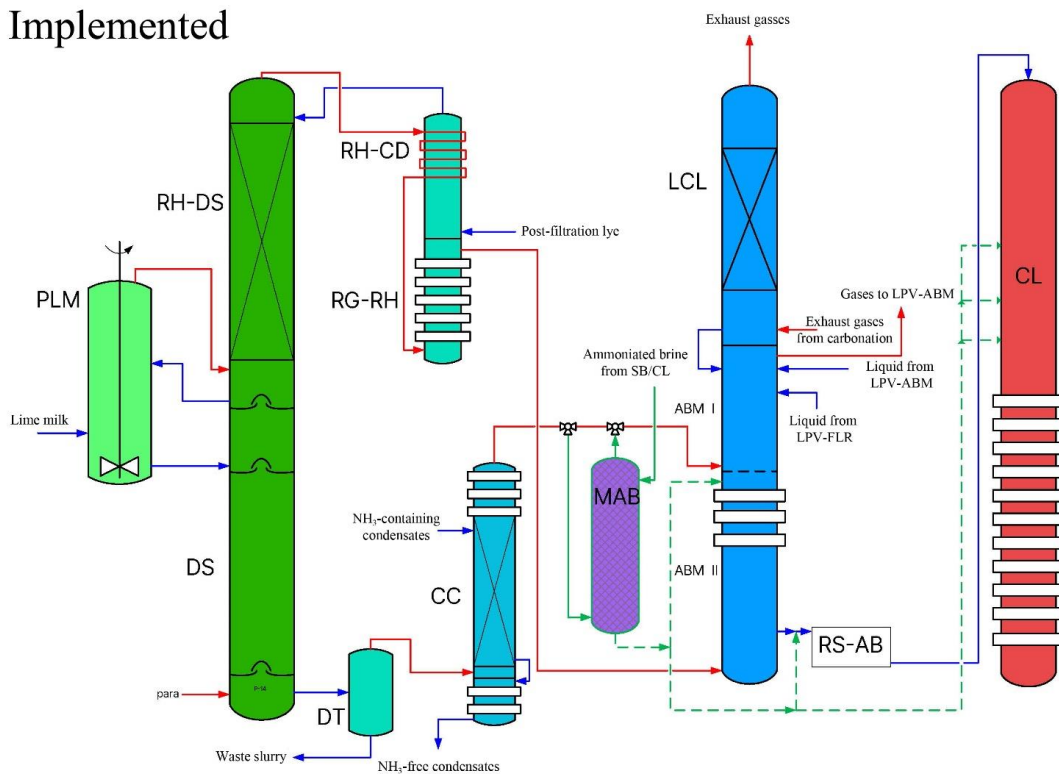 Implemented
Exhaust gasses
RH-CD
LCL
RH-DS
Post-filtration lye
CL
PLM
RG-RH
Gases to LPV-ABM
Exhaust gases
from carbonation
Ammoniated brine
from SB/CL
Liquid from
LPV-ABM
ABM I
Lime milk
Liquid from
LPV-FLR
MAB
NH₃-containing
condensates
DS
CC
ABM II
RS-AB
para
P-14
DT
Waste slurry
NH₃-free condensates